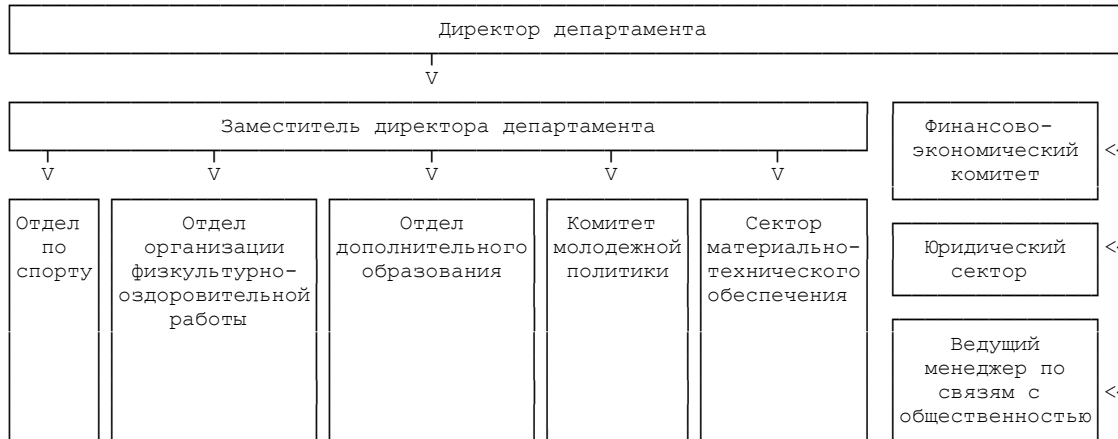 Директор департамента
V
Заместитель директора департамента
Финансово-
экономический <<
комитет
V V V V V
Отдел
по
спорту
Отдел
организации
физкультурно-
оздоровительной
работы
Отдел
дополнительного
образования
Комитет
молодежной
политики
Сектор
материально-
технического
обеспечения
Юридический <<
сектор
Ведущий
менеджер по
связям с <<
общественностью